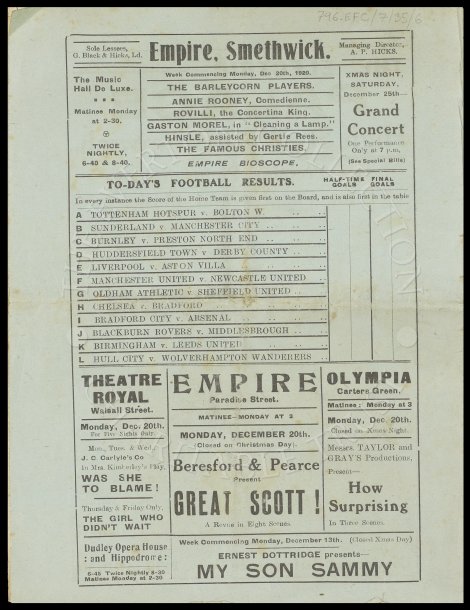 796.EFC/7/35/6
Sole Lessees,
G. Black & Hicks, Ld.
Empire, Smethwick.
Managing Director,
A. P. HICKS.
The Music
Hall De Luxe.
Matinee Monday
at 2-30.
TWICE
NIGHTLY,
6-45 & 8-40.
Week Commencing Monday, Dec 20th, 1920.
THE BARLEYCORN PLAYERS.
ANNIE ROONEY, Comedienne.
ROVILLI, the Concertina King.
GASTON MOREL, in "Cleaning a Lamp."
HINSLE, assisted by Gertie Rees.
THE FAMOUS CHRISTIES.
EMPIRE BIOSCOPE.
XMAS NIGHT,
SATURDAY,
December 25th—
Grand
Concert
One Performance
Only at 7 p.m.
(See Special Bills)
TO-DAY'S FOOTBALL RESULTS.
HALF-TIME GOALS
FINAL GOALS
In every instance the Score of the Home Team is given first on the Board, and is also first in the table
A TOTTENHAM HOTSPUR v. BOLTON W.
B SUNDERLAND v. MANCHESTER CITY
C BURNLEY v. PRESTON NORTH END
D HUDDERSFIELD TOWN v. DERBY COUNTY
E LIVERPOOL v. ASTON VILLA
F MANCHESTER UNITED v. NEWCASTLE UNITED
G OLDHAM ATHLETIC v. SHEFFIELD UNITED
H CHELSEA v. BRADFORD
I BRADFORD CITY v. ARSENAL
J BLACKBURN ROVERS v. MIDDLESBROUGH
K BIRMINGHAM v. LEEDS UNITED
L HULL CITY v. WOLVERHAMPTON WANDERERS
THEATRE
ROYAL
Walsall Street.
Monday, Dec. 20th.
For Five Nights only.
Mon., Tues. & Wed.,
J. C. Carlyle's Co
In Mrs. Kimberley's Play,
WAS SHE
TO BLAME!
Thursday & Friday Only,
THE GIRL WHO
DIDN'T WAIT
Dudley Opera House
and Hippodrome:
6-45 Twice Nightly 8-30
Matinee Monday at 2-30.
EMPIRE
Paradise Street.
MATINEE—MONDAY AT 3
MONDAY, DECEMBER 20th.
(Closed on Christmas Day).
Beresford & Pearce
Present
GREAT SCOTT !
A Revue in Eight Scenes.
OLYMPIA
Carters Green.
Matinee: Monday at 3
Monday, Dec. 20th.
Closed on Xmas Night.
Messrs. TAYLOR and
GRAY'S Productions,
Present—
How
Surprising
In Three Scenes.
Week Commencing Monday, December 13th. (Closed Xmas Day)
ERNEST DOTTRIDGE presents—
MY SON SAMMY